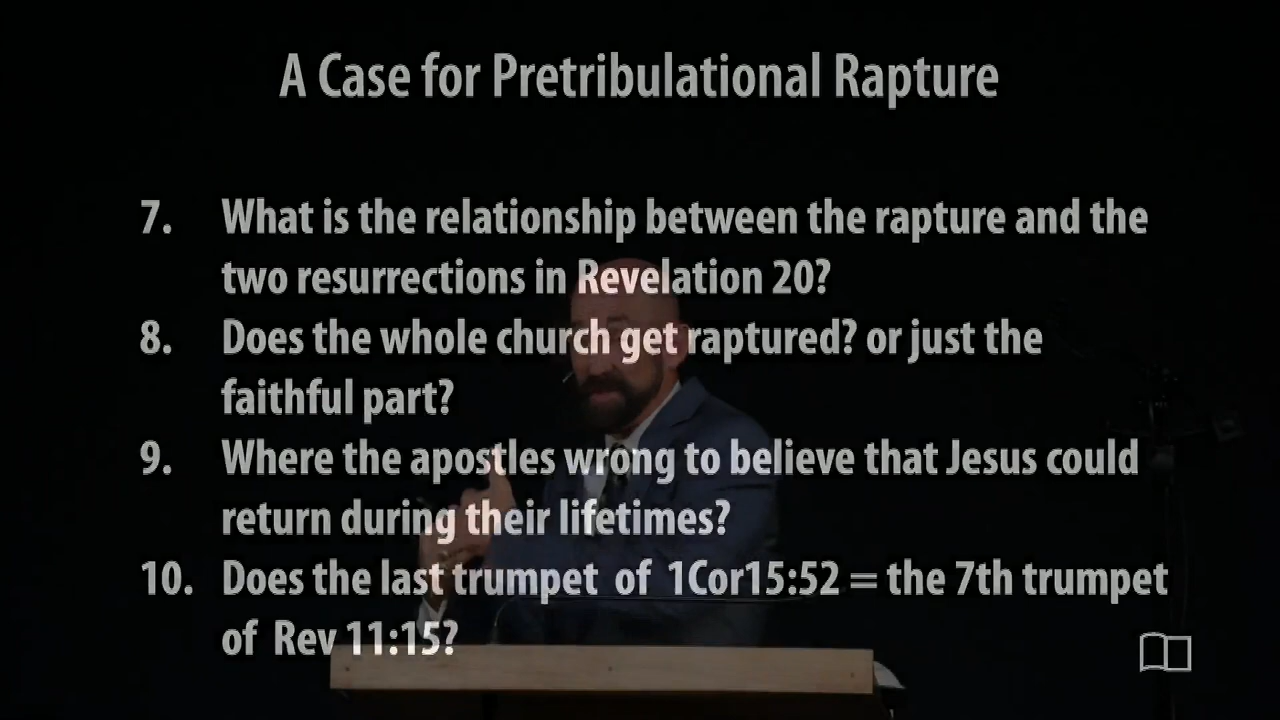 A Case for Pretribulational Rapture
7. What is the relationship between the rapture and the
two resurrections in Revelation 20?
8. Does the whole church get raptured? or just the
faithful part?
9. Where the apostles wrong to believe that Jesus could
return during their lifetimes?
10. Does the last trumpet of 1Cor15:52 = the 7th trumpet
of Rev 11:15?